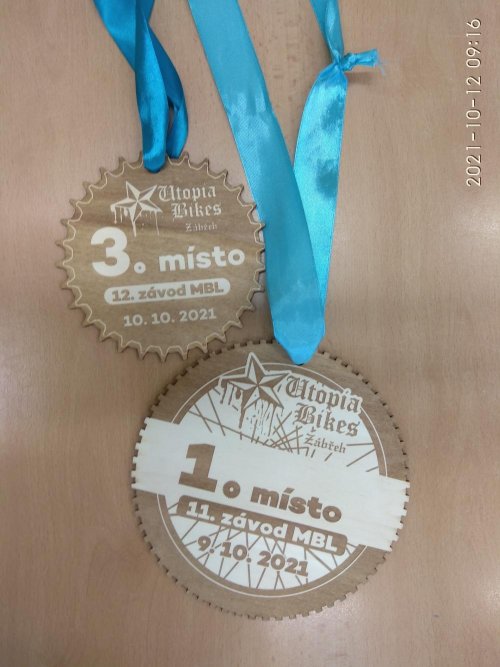 2021-10-12 09:16
Utopia
Bikes
Zábřeh
3. místo
12. závod MBL
10. 10. 2021
Utopia
Bikes
Zábřeh
1. místo
11. závod MBL
9. 10. 2021